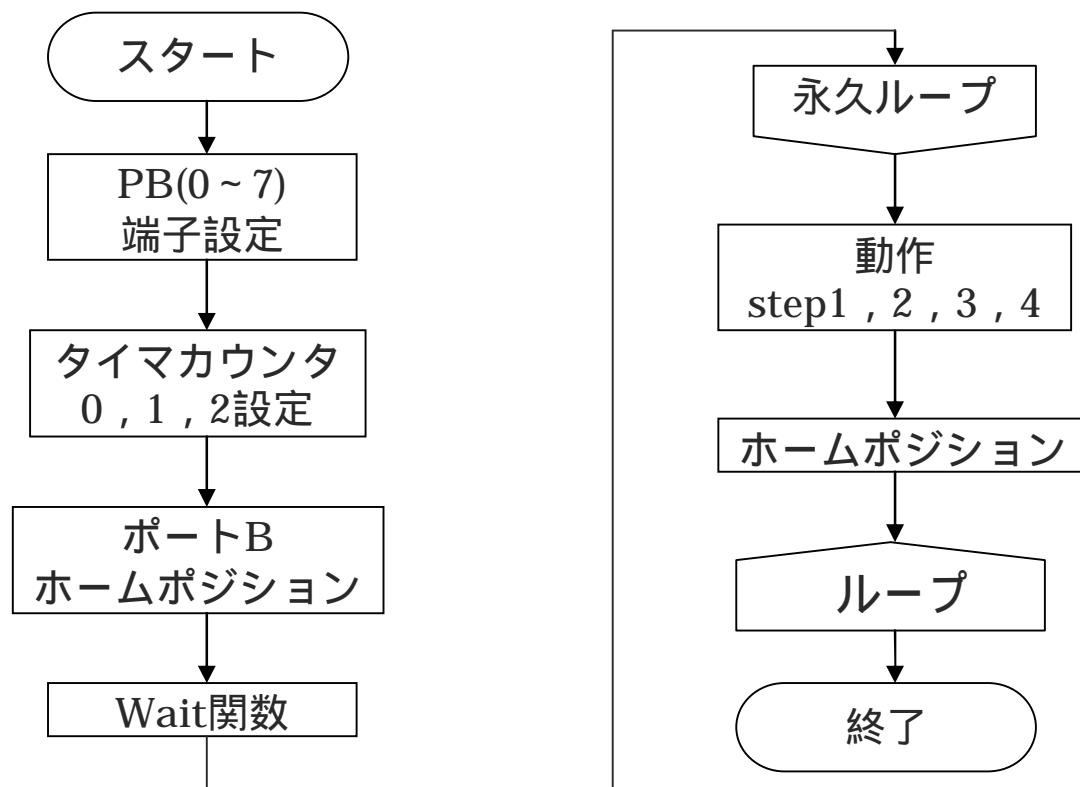 スタート
PB(0~7)
端子設定
タイマカウンタ
0,1,2設定
ポートB
ホームポジション
Wait関数
永久ループ
動作
step1,2,3,4
ホームポジション
ループ
終了